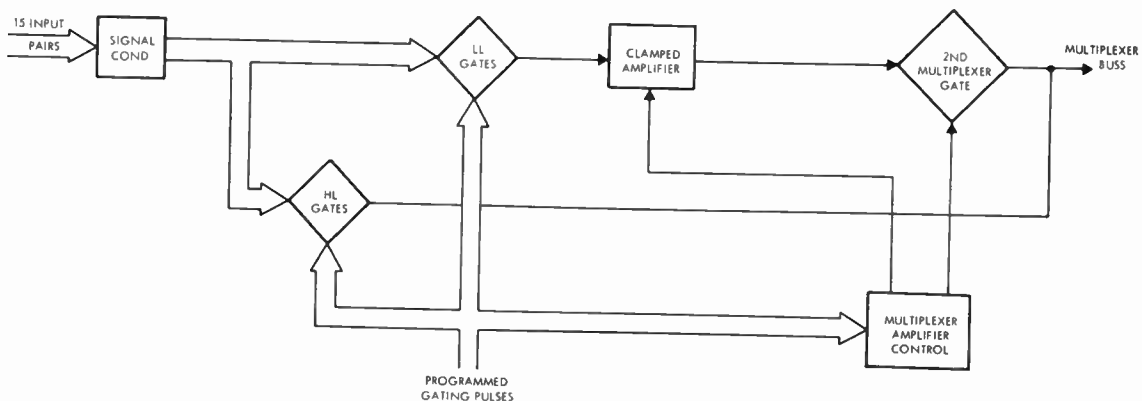 15 INPUT
PAIRS
SIGNAL
COND
LL
GATES
CLAMPED
AMPLIFIER
2ND
MULTIPLEXER
GATE
MULTIPLEXER
BUSS
HL
GATES
MULTIPLEXER
AMPLIFIER
CONTROL
PROGRAMMED
GATING PULSES